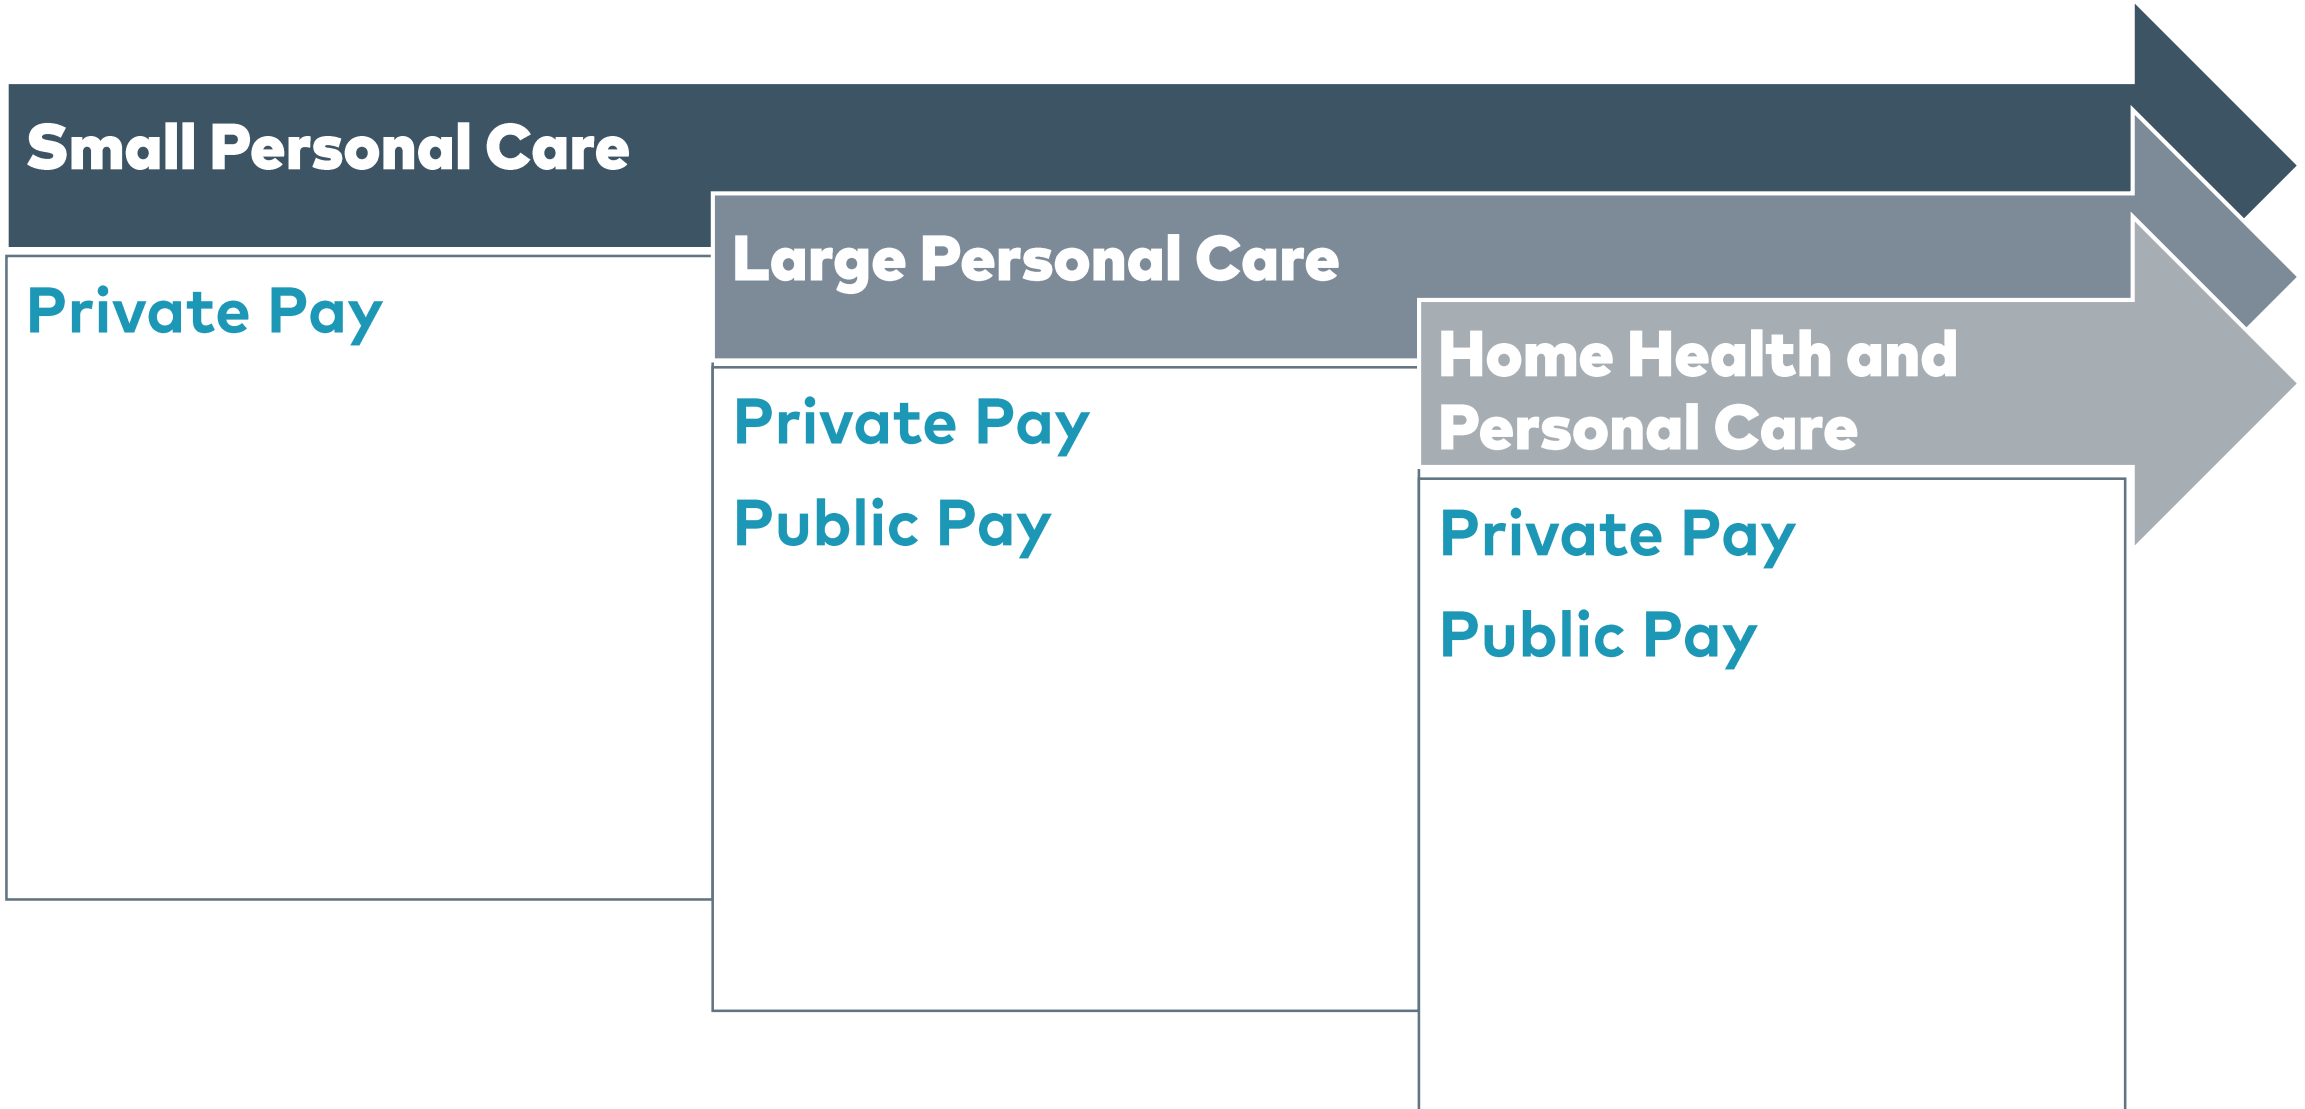 Small Personal Care
Private Pay
Large Personal Care
Private Pay
Public Pay
Home Health and
Personal Care
Private Pay
Public Pay